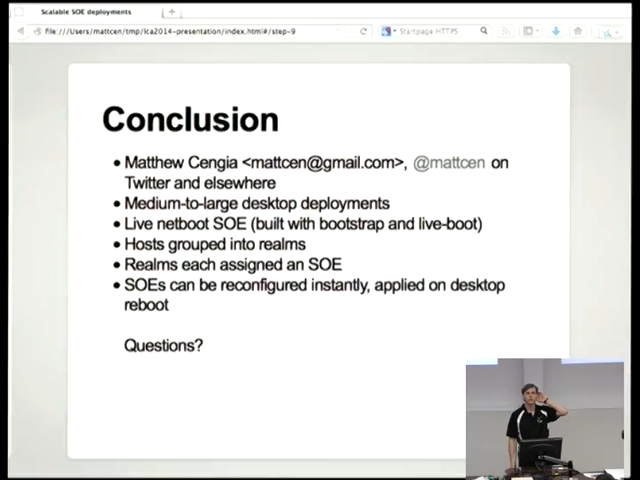 Scalable SOE deployments
file:///Users/mattcen/tmp/lca2014-presentation/index.html#/step-9
Startpage HTTPS
Conclusion
• Matthew Cengia <mattcen@gmail.com>, @mattcen on
Twitter and elsewhere
• Medium-to-large desktop deployments
• Live netboot SOE (built with bootstrap and live-boot)
• Hosts grouped into realms
• Realms each assigned an SOE
• SOEs can be reconfigured instantly, applied on desktop
reboot
Questions?